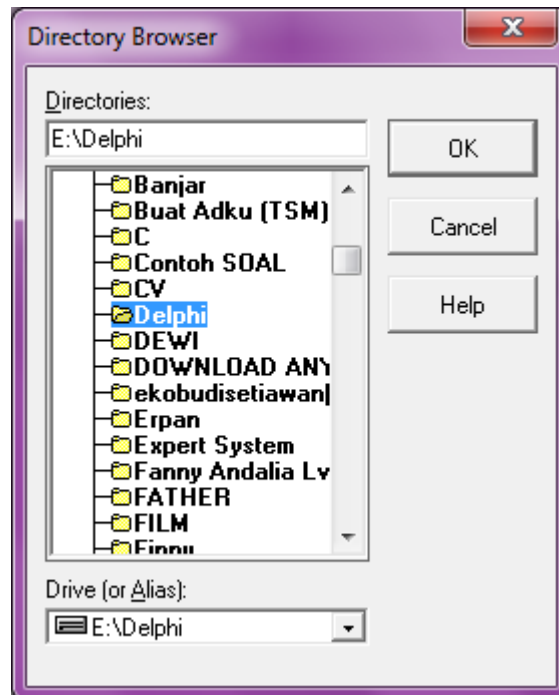 Directory Browser
Directories:
E:\Delphi
OK
Cancel
Help
Banjar
Buat Adku (TSM)
C
Contoh SOAL
CV
Delphi
DEWI
DOWNLOAD ANY
ekobudisetiawan
Erpan
Expert System
Fanny Andalia Lv
FATHER
FILM
Finny
Drive (or Alias):
E:\Delphi